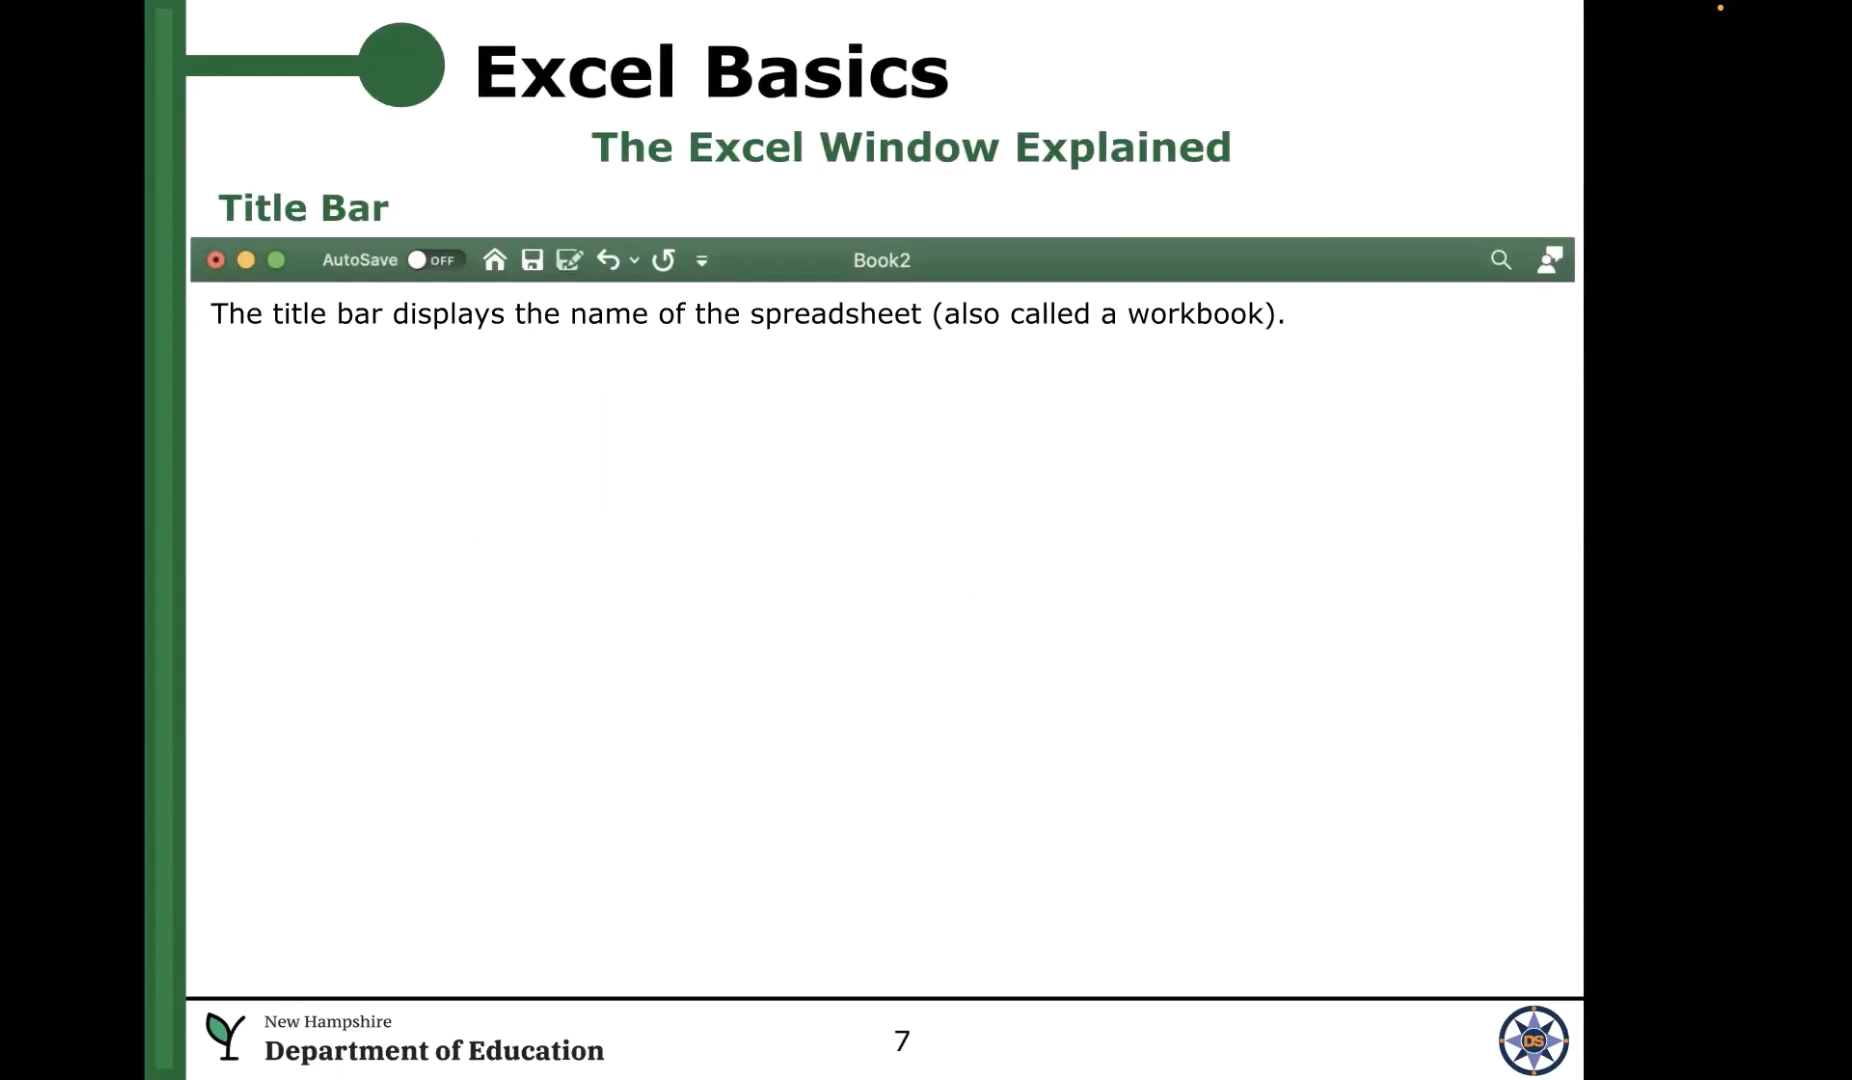 Excel Basics
The Excel Window Explained
Title Bar
AutoSave OFF Book2
The title bar displays the name of the spreadsheet (also called a workbook).
New Hampshire
Department of Education
7
DS